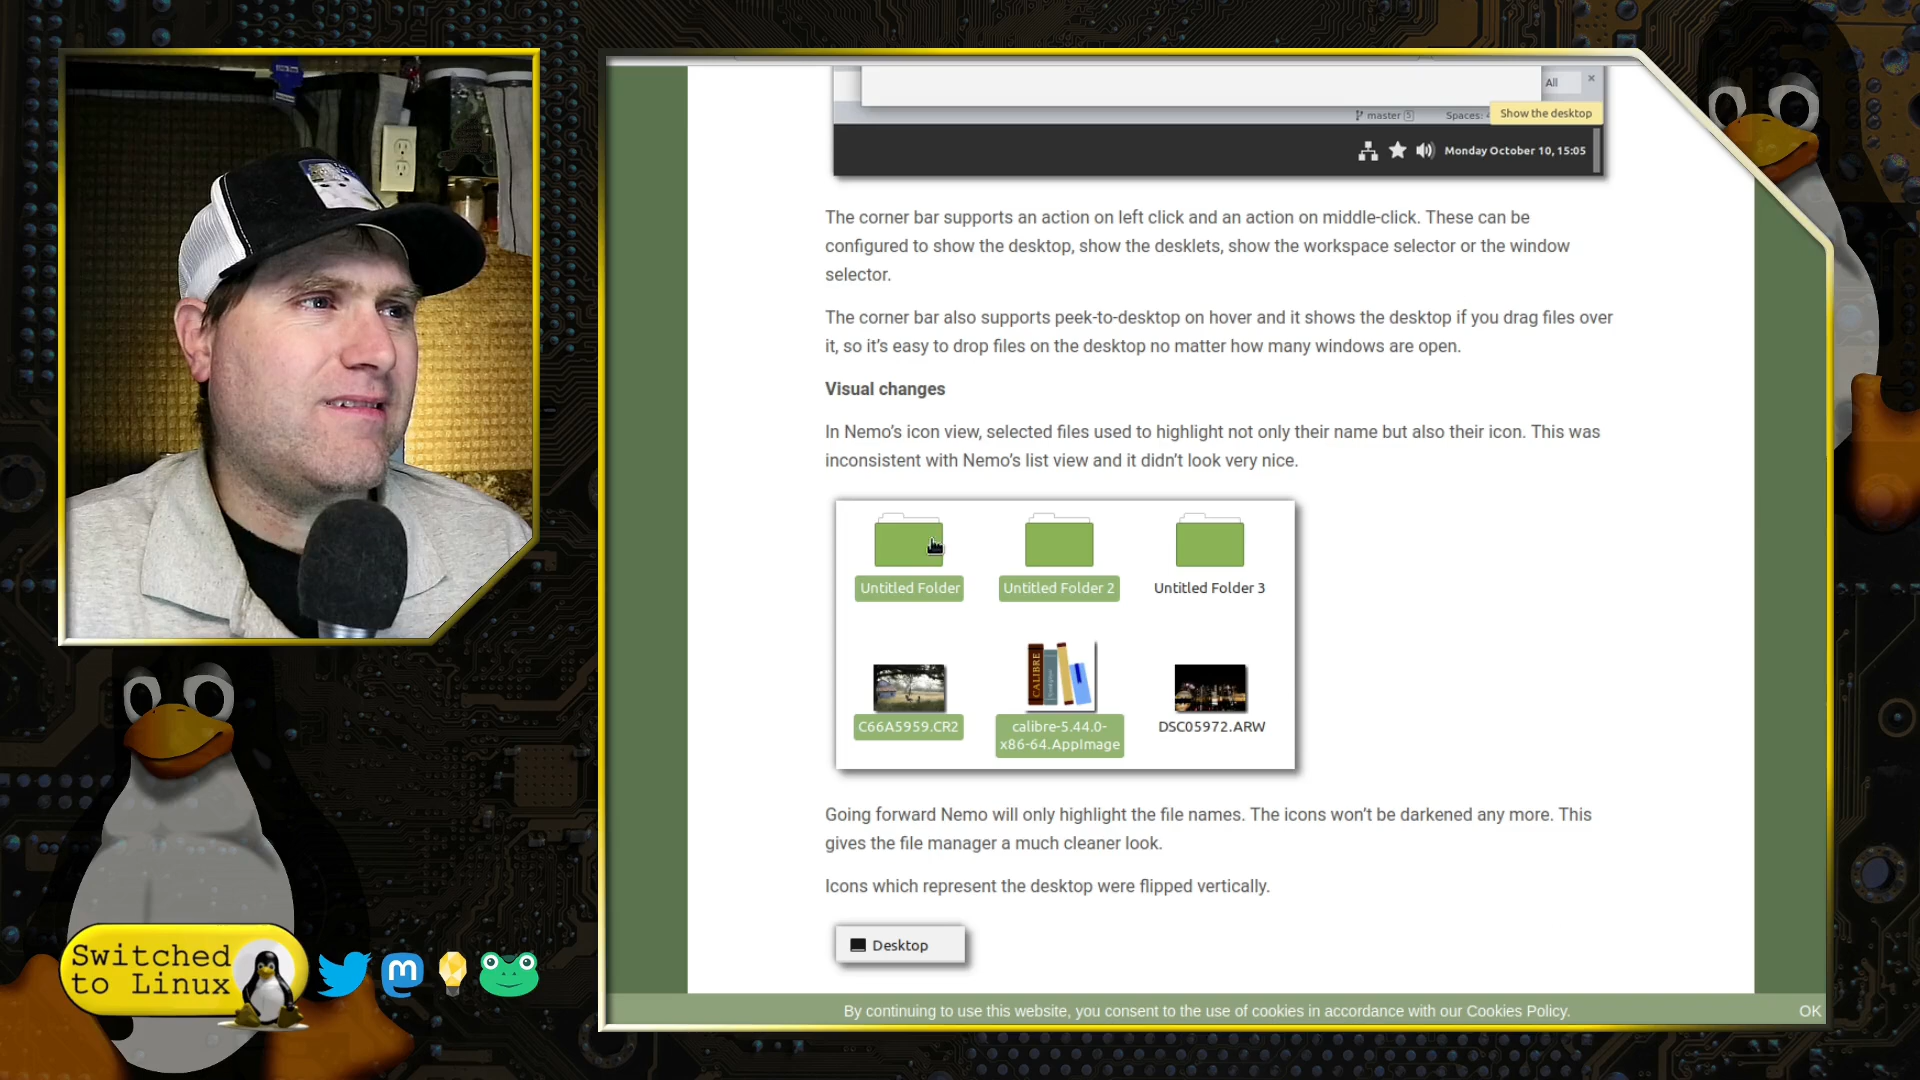 All
master 5
Spaces:
Show the desktop
Monday October 10, 15:05
The corner bar supports an action on left click and an action on middle-click. These can be
configured to show the desktop, show the desklets, show the workspace selector or the window
selector.
The corner bar also supports peek-to-desktop on hover and it shows the desktop if you drag files over
it, so it’s easy to drop files on the desktop no matter how many windows are open.
Visual changes
In Nemo’s icon view, selected files used to highlight not only their name but also their icon. This was
inconsistent with Nemo’s list view and it didn’t look very nice.
Untitled Folder
Untitled Folder 2
Untitled Folder 3
CALIBRE
C66A5959.CR2
calibre-5.44.0-
x86-64.AppImage
DSC05972.ARW
Going forward Nemo will only highlight the file names. The icons won’t be darkened any more. This
gives the file manager a much cleaner look.
Icons which represent the desktop were flipped vertically.
Desktop
By continuing to use this website, you consent to the use of cookies in accordance with our Cookies Policy.
OK
Switched
to Linux